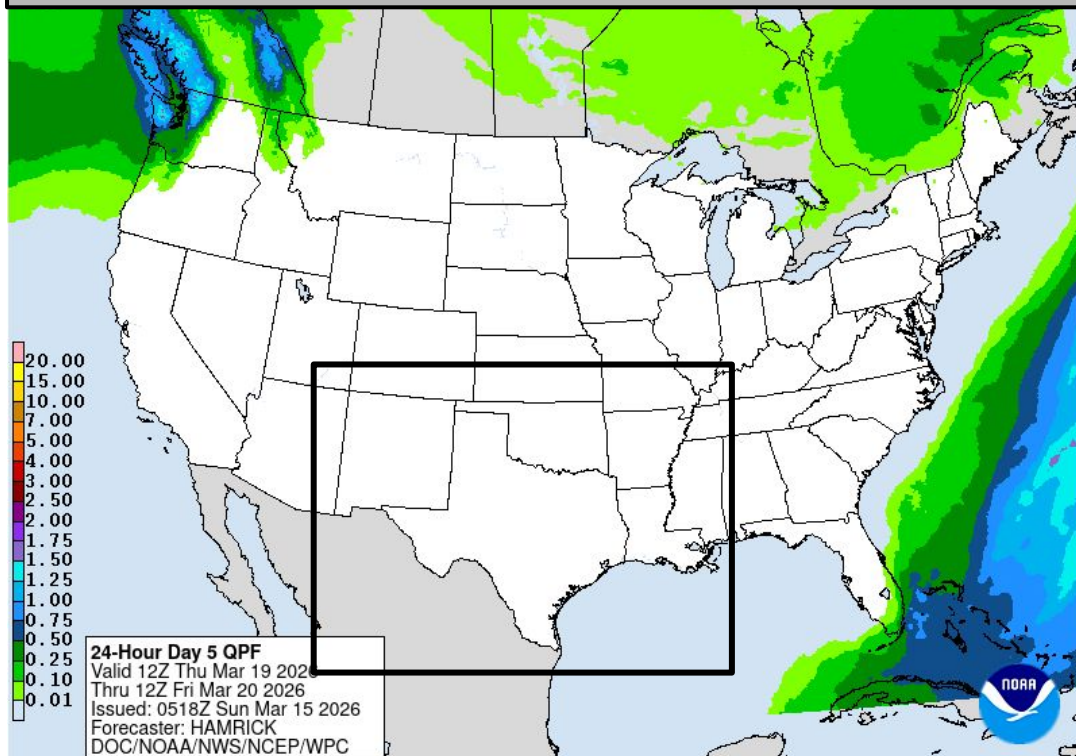 20.00
15.00
10.00
7.00
5.00
4.00
3.00
2.50
2.00
1.75
1.50
1.25
1.00
0.75
0.50
0.25
0.10
0.01
24-Hour Day 5 QPF
Valid 12Z Thu Mar 19 2026
Thru 12Z Fri Mar 20 2026
Issued: 0518Z Sun Mar 15 2026
Forecaster: HAMRICK
DOC/NOAA/NWS/NCEP/WPC
NOAA